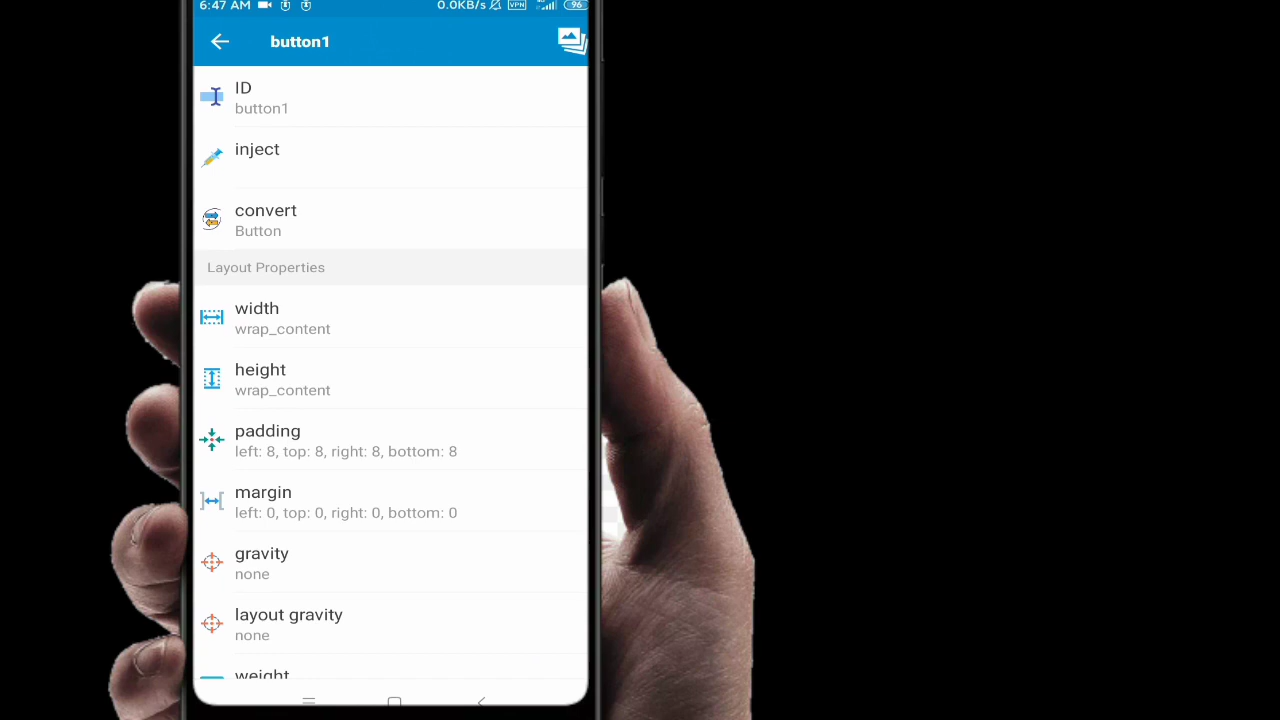 6:47 AM 0.0KB/s VPN 96
button1
ID
button1
inject
convert
Button
Layout Properties
width
wrap_content
height
wrap_content
padding
left: 8, top: 8, right: 8, bottom: 8
margin
left: 0, top: 0, right: 0, bottom: 0
gravity
none
layout gravity
none
weight